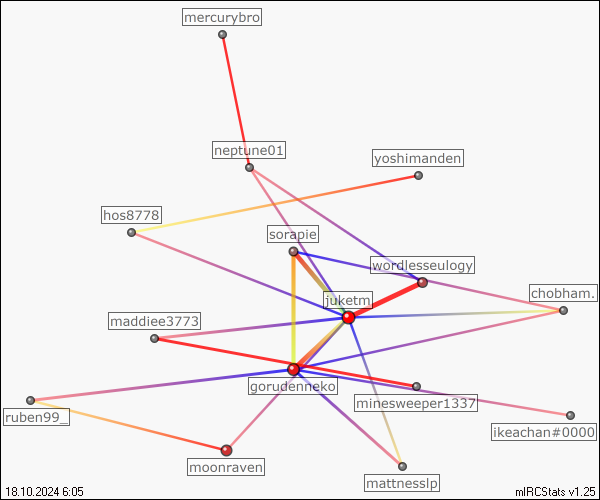 mercurybro
neptune01
yoshimanden
hos8778
sorapie
wordlesseulogy
chobham.
juketm
maddiee3773
gorudenneko
minesweeper1337
ruben99_
ikeachan#0000
moonraven
mattnesslp
18.10.2024 6:05
mIRCStats v1.25